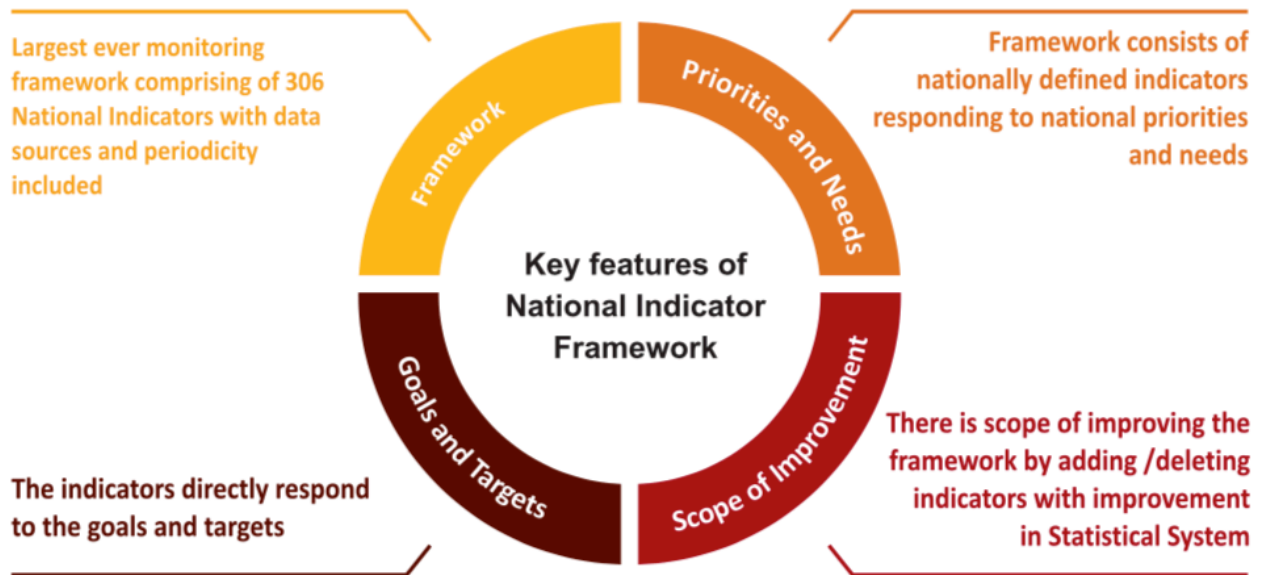 Largest ever monitoring
framework comprising of 306
National Indicators with data
sources and periodicity
included
Framework
Priorities and Needs
Framework consists of
nationally defined indicators
responding to national priorities
and needs
Key features of
National Indicator
Framework
Goals and Targets
The indicators directly respond
to the goals and targets
Scope of Improvement
There is scope of improving the
framework by adding /deleting
indicators with improvement
in Statistical System